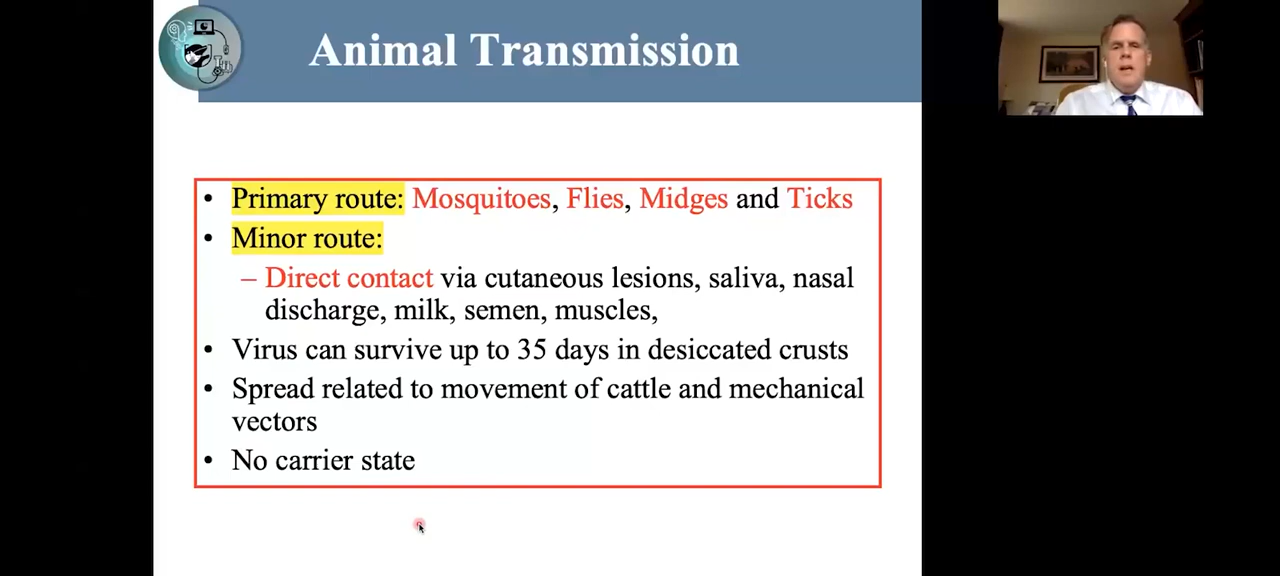 Animal Transmission
• Primary route: Mosquitoes, Flies, Midges and Ticks
• Minor route:
– Direct contact via cutaneous lesions, saliva, nasal
discharge, milk, semen, muscles,
• Virus can survive up to 35 days in desiccated crusts
• Spread related to movement of cattle and mechanical
vectors
• No carrier state